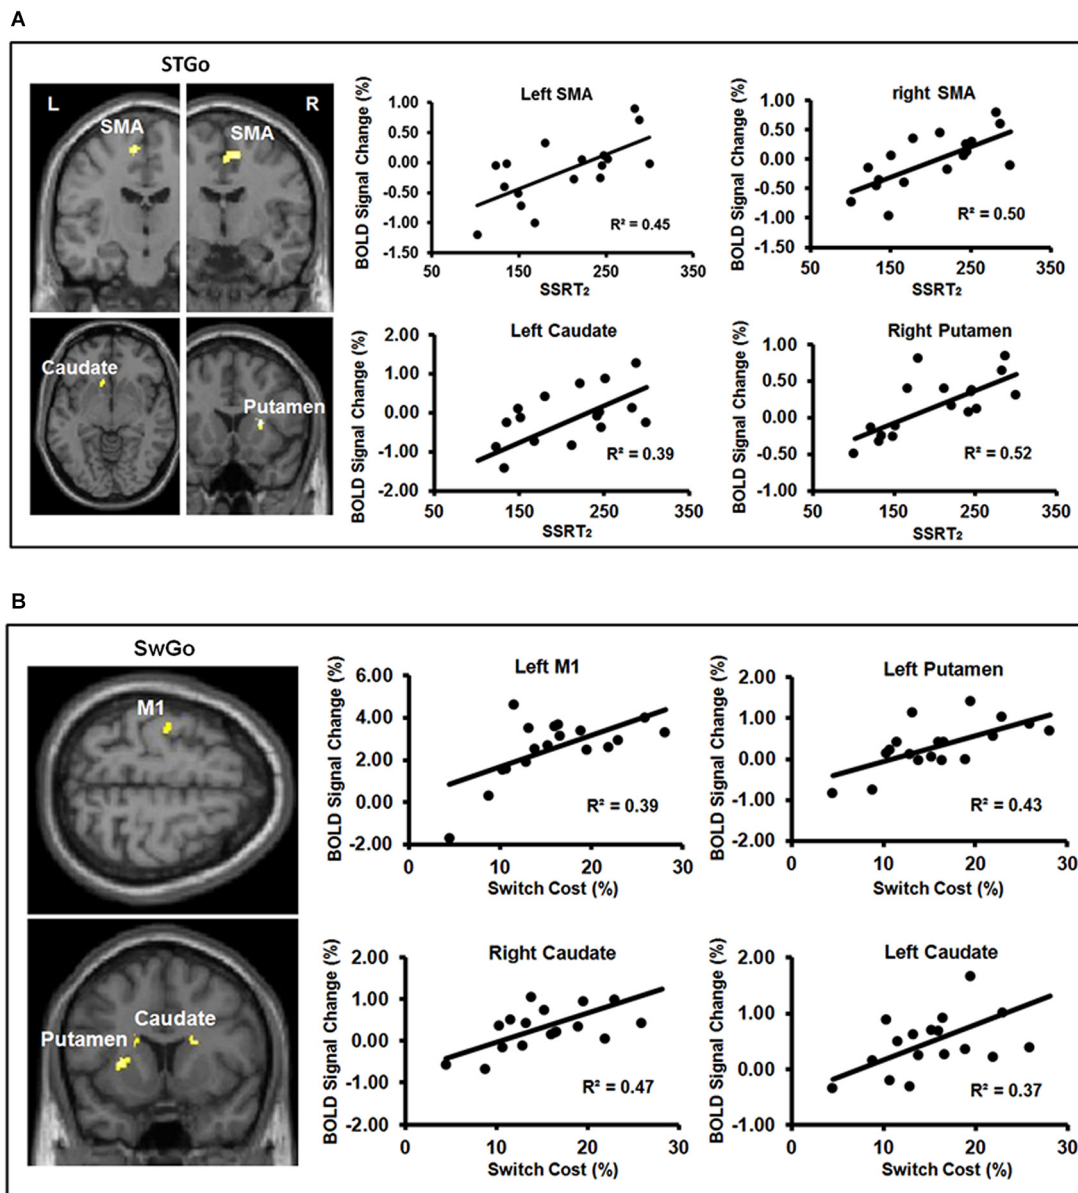 A
STGo
L
R
SMA
SMA
Caudate
Putamen
Left SMA
BOLD Signal Change (%)
1.00
0.50
0.00
-0.50
-1.00
-1.50
R² = 0.45
50
150
250
350
SSRT₂
right SMA
BOLD Signal Change (%)
1.00
0.50
0.00
-0.50
-1.00
-1.50
R² = 0.50
50
150
250
350
SSRT₂
Left Caudate
BOLD Signal Change (%)
2.00
1.00
0.00
-1.00
-2.00
R² = 0.39
50
150
250
350
SSRT₂
Right Putamen
BOLD Signal Change (%)
1.00
0.50
0.00
-0.50
-1.00
R² = 0.52
50
150
250
350
SSRT₂
B
SwGo
M1
Caudate
Putamen
Left M1
BOLD Signal Change (%)
6.00
4.00
2.00
0.00
-2.00
R² = 0.39
0
10
20
30
Switch Cost (%)
Left Putamen
BOLD Signal Change (%)
2.00
1.00
0.00
-1.00
-2.00
R² = 0.43
0
10
20
30
Switch Cost (%)
Right Caudate
BOLD Signal Change (%)
2.00
1.00
0.00
-1.00
-2.00
R² = 0.47
0
10
20
30
Switch Cost (%)
Left Caudate
BOLD Signal Change (%)
2.00
1.00
0.00
-1.00
R² = 0.37
0
10
20
30
Switch Cost (%)